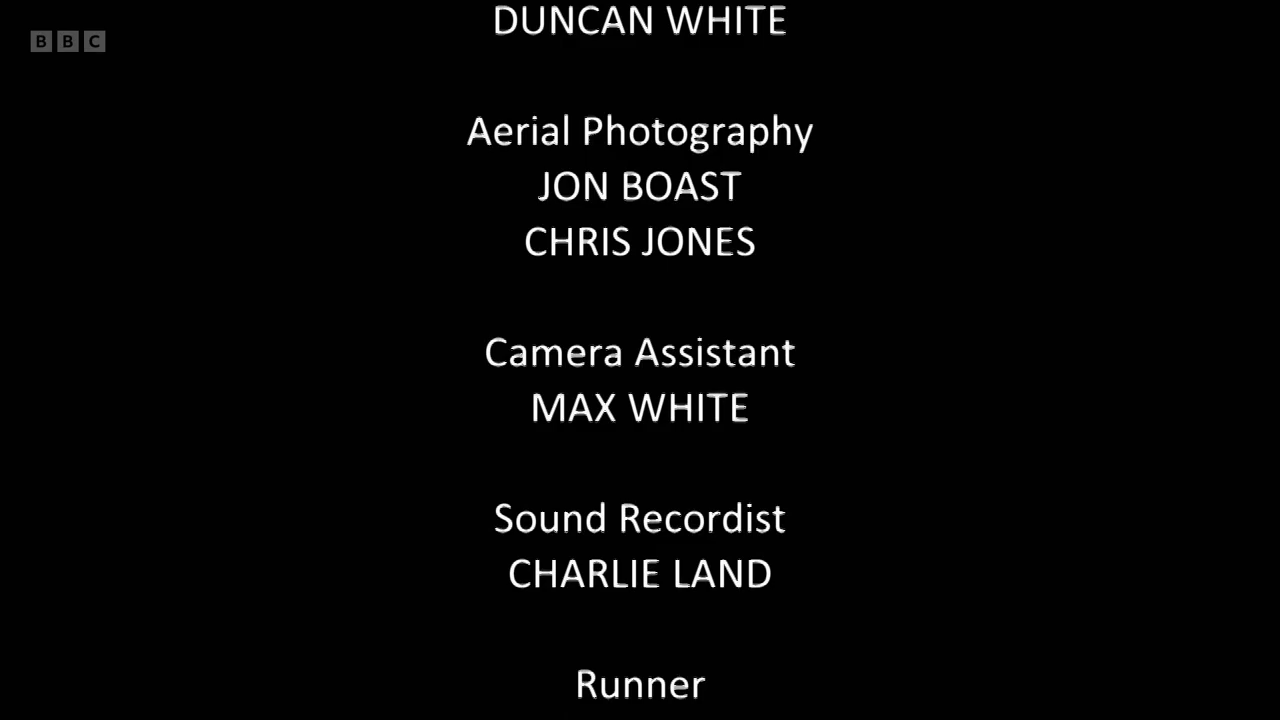 DUNCAN WHITE
BBC
Aerial Photography
JON BOAST
CHRIS JONES
Camera Assistant
MAX WHITE
Sound Recordist
CHARLIE LAND
Runner